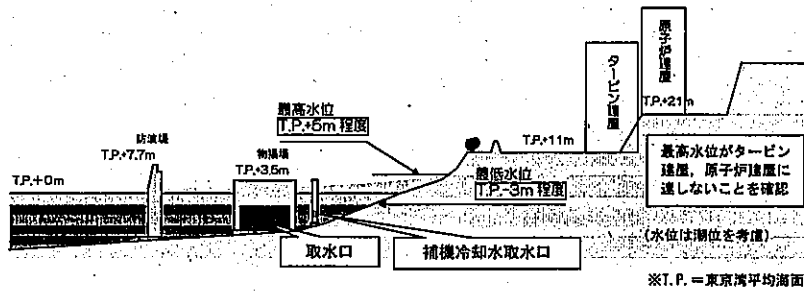 原子炉建屋
タービン建屋
T.P.+21m
最高水位
T.P.+5m 程度
防波堤
T.P.+7.7m
物揚場
T.P.+3.5m
T.P.+11m
T.P.+0m
最低水位
T.P.-3m 程度
最高水位がタービン
建屋，原子炉建屋に
達しないことを確認
(水位は潮位を考慮)
取水口
補機冷却水取水口
※T.P.＝東京湾平均海面